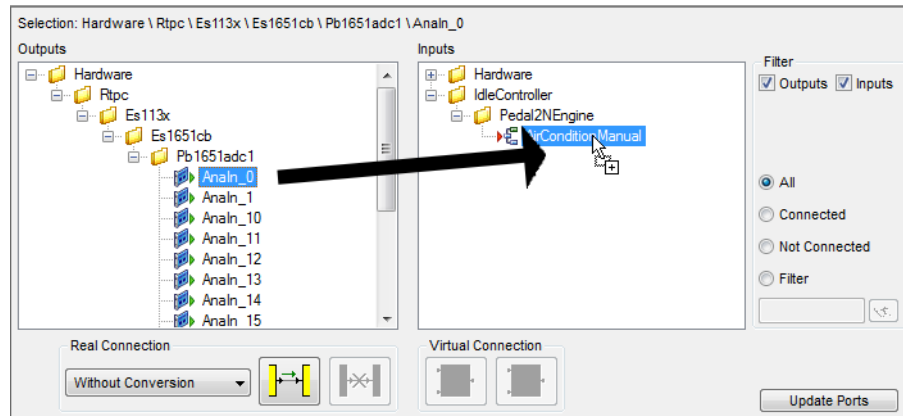 Selection: Hardware \ Rtpc \ Es113x \ Es1651cb \ Pb1651adc1 \ AnaIn_0
Outputs
Inputs
Filter
Hardware
Rtpc
Es113x
Es1651cb
Pb1651adc1
AnaIn_0
AnaIn_1
AnaIn_10
AnaIn_11
AnaIn_12
AnaIn_13
AnaIn_14
AnaIn_15
Hardware
IdleController
Pedal2NEngine
AirConditionManual
Outputs Inputs
All
Connected
Not Connected
Filter
Real Connection
Without Conversion
Virtual Connection
Update Ports